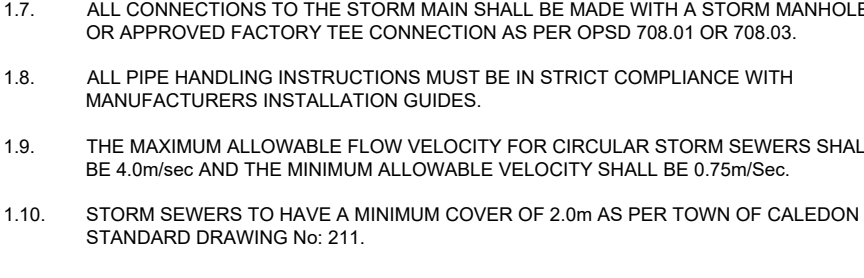 1.7. ALL CONNECTIONS TO THE STORM MAIN SHALL BE MADE WITH A STORM MANHOLE
OR APPROVED FACTORY TEE CONNECTION AS PER OPSD 708.01 OR 708.03.
1.8. ALL PIPE HANDLING INSTRUCTIONS MUST BE IN STRICT COMPLIANCE WITH
MANUFACTURERS INSTALLATION GUIDES.
1.9. THE MAXIMUM ALLOWABLE FLOW VELOCITY FOR CIRCULAR STORM SEWERS SHAL
BE 4.0m/sec AND THE MINIMUM ALLOWABLE VELOCITY SHALL BE 0.75m/Sec.
1.10. STORM SEWERS TO HAVE A MINIMUM COVER OF 2.0m AS PER TOWN OF CALEDON
STANDARD DRAWING No: 211.